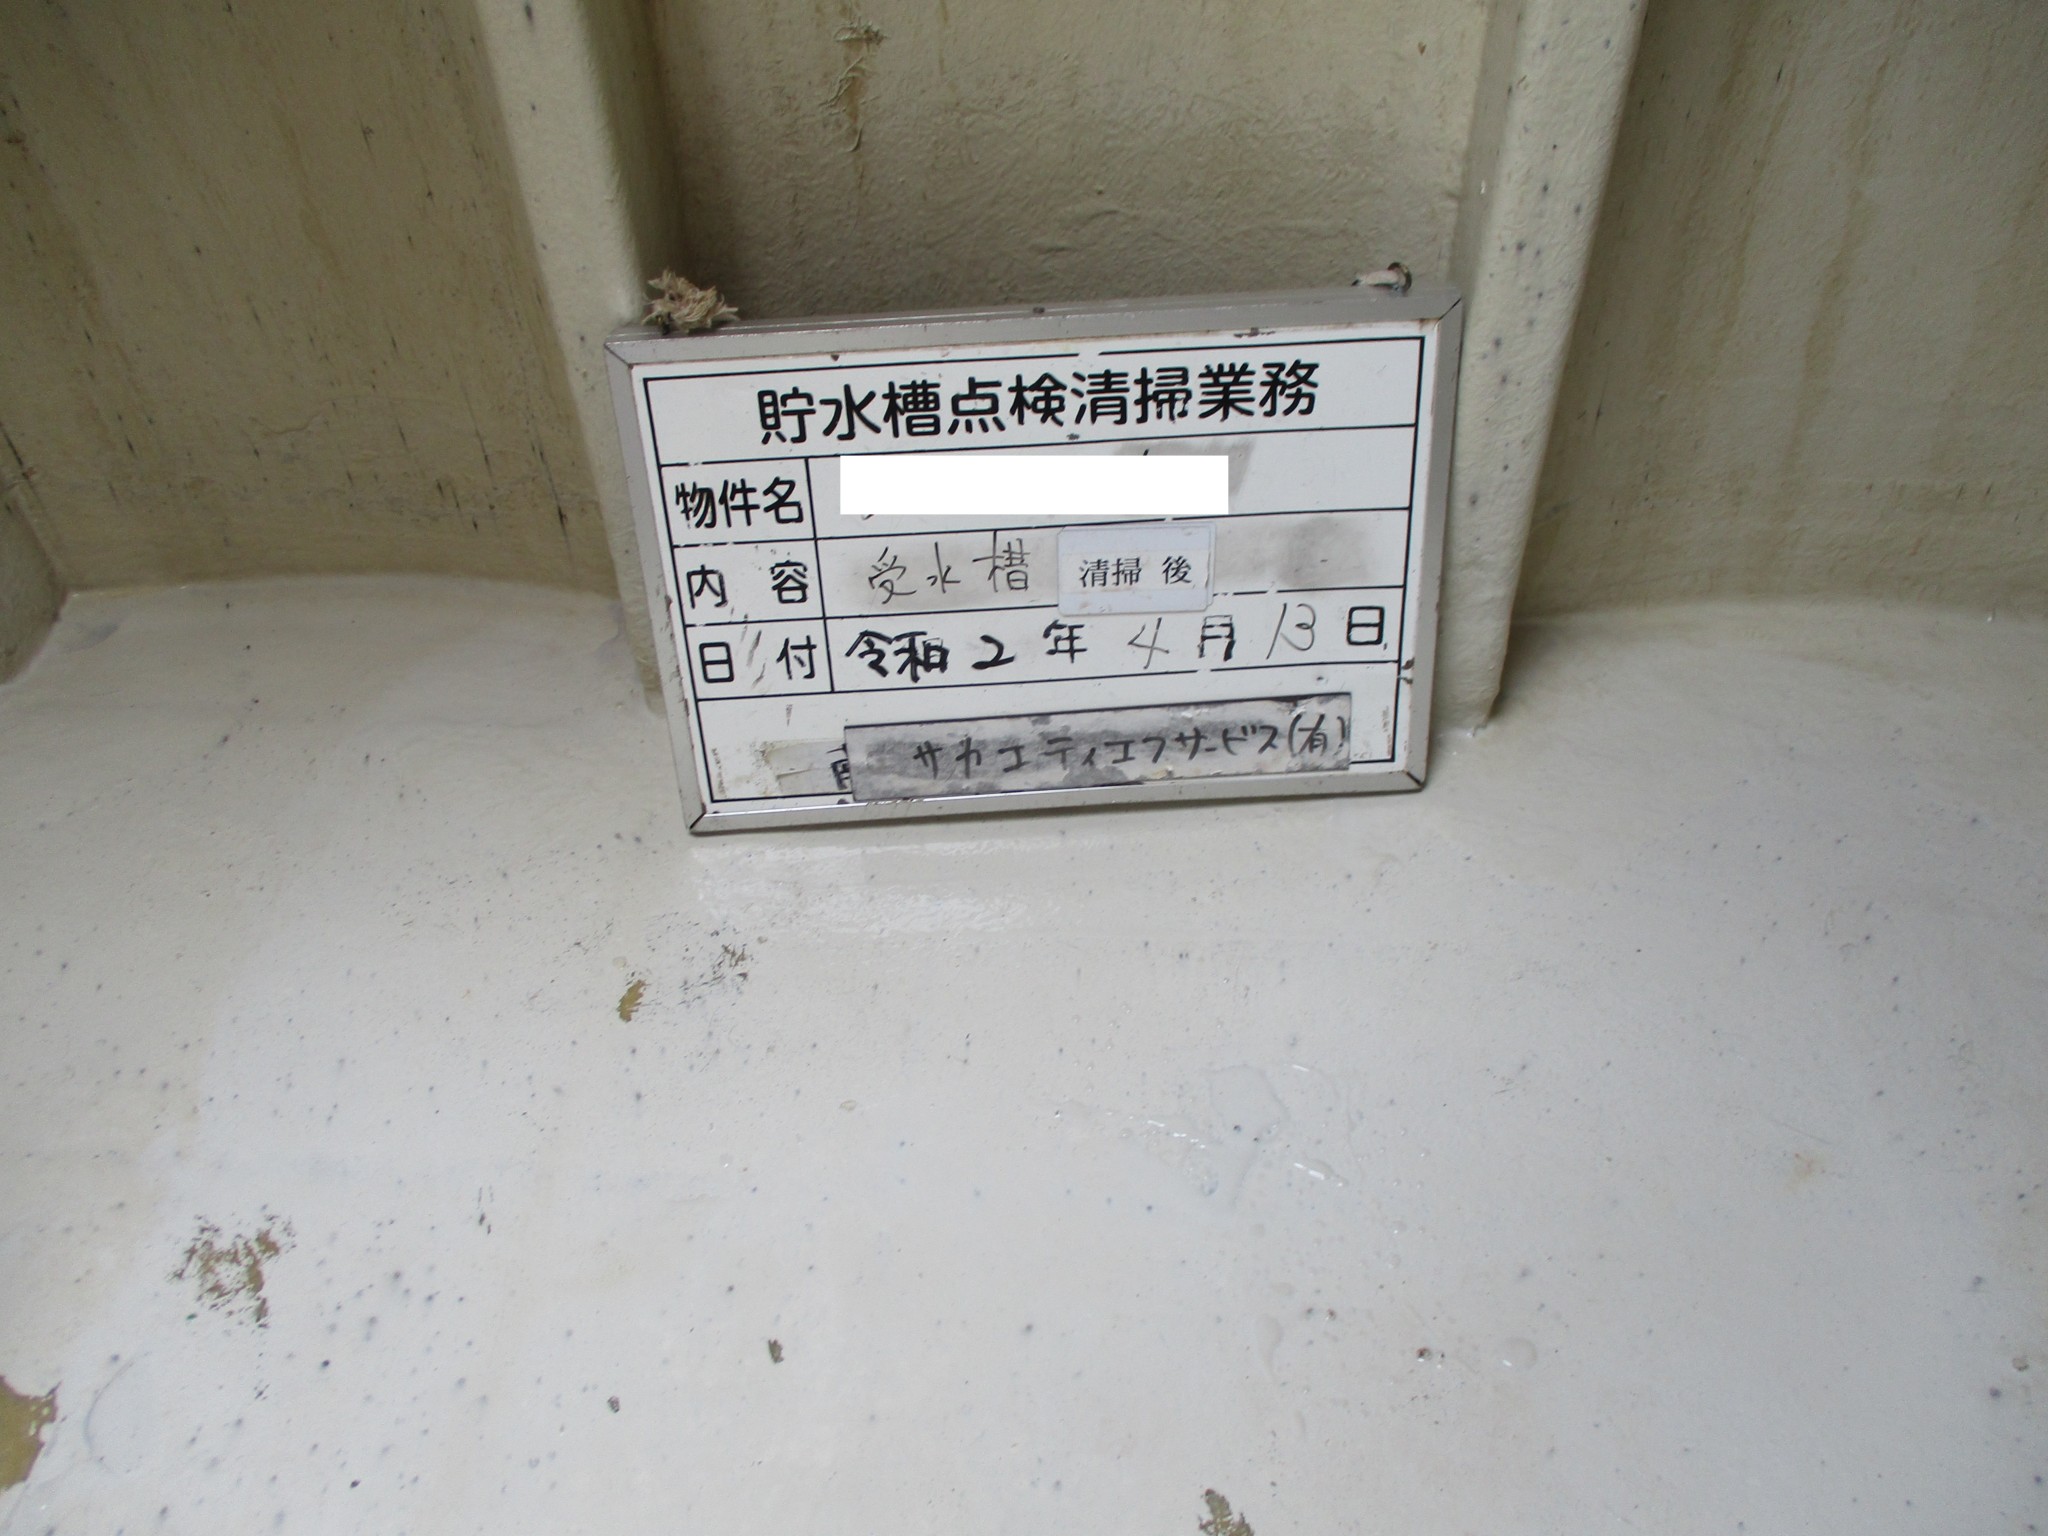 貯水槽点検清掃業務
物件名
内容 受水槽 清掃 後
日付 令和 2 年 4 月 13 日
サカエティエフサービス(有)